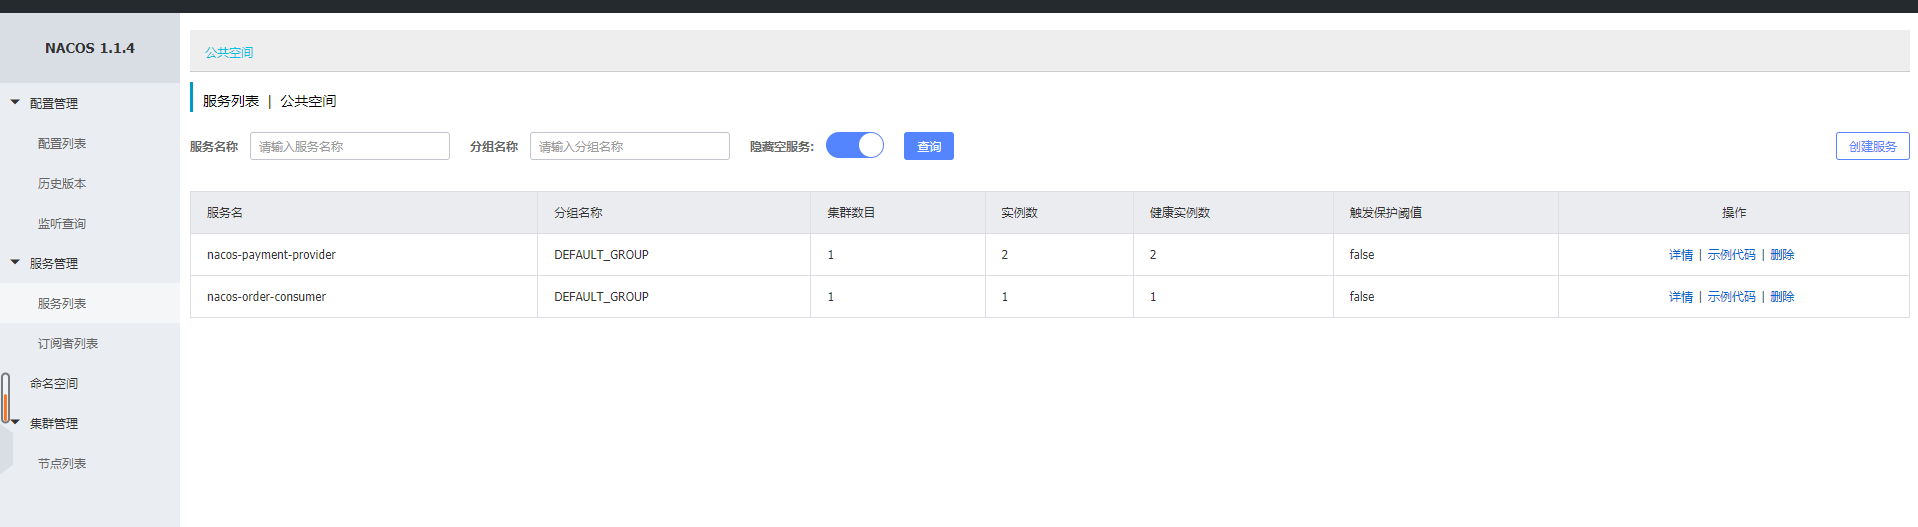 NACOS 1.1.4
配置管理
配置列表
历史版本
监听查询
服务管理
服务列表
订阅者列表
命名空间
集群管理
节点列表
公共空间
服务列表 | 公共空间
服务名称 请输入服务名称 分组名称 请输入分组名称 隐藏空服务: 查询 创建服务
服务名 分组名称 集群数目 实例数 健康实例数 触发保护阈值 操作
nacos-payment-provider DEFAULT_GROUP 1 2 2 false 详情 | 示例代码 | 删除
nacos-order-consumer DEFAULT_GROUP 1 1 1 false 详情 | 示例代码 | 删除